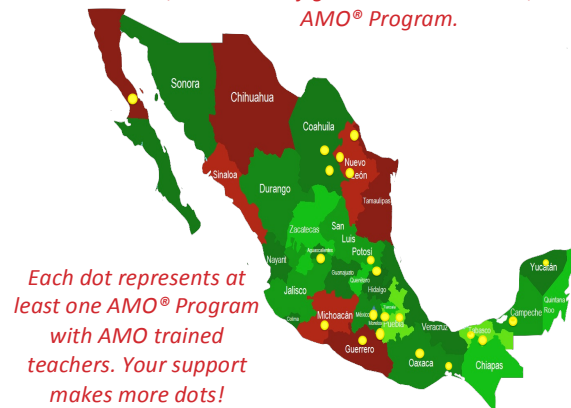 AMO® Program.
Sonora
Chihuahua
Coahuila
Nuevo
León
Sinaloa
Durango
Tamaulipas
Zacatecas
San
Luis
Potosí
Aguascalientes
Nayarit
Guanajuato
Querétaro
Hidalgo
Jalisco
Colima
Michoacán
México
Puebla
Veracruz
Guerrero
Oaxaca
Tabasco
Chiapas
Campeche
Yucatán
Quintana
Roo
Each dot represents at
least one AMO® Program
with AMO trained
teachers. Your support
makes more dots!